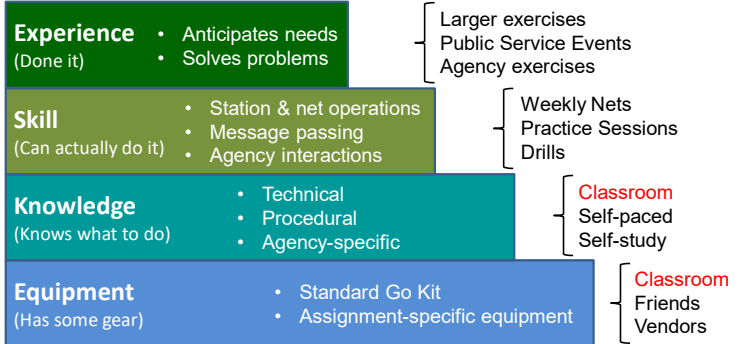 Experience
(Done it)
• Anticipates needs
• Solves problems
Larger exercises
Public Service Events
Agency exercises
Skill
(Can actually do it)
• Station & net operations
• Message passing
• Agency interactions
Weekly Nets
Practice Sessions
Drills
Knowledge
(Knows what to do)
• Technical
• Procedural
• Agency-specific
Classroom
Self-paced
Self-study
Equipment
(Has some gear)
• Standard Go Kit
• Assignment-specific equipment
Classroom
Friends
Vendors